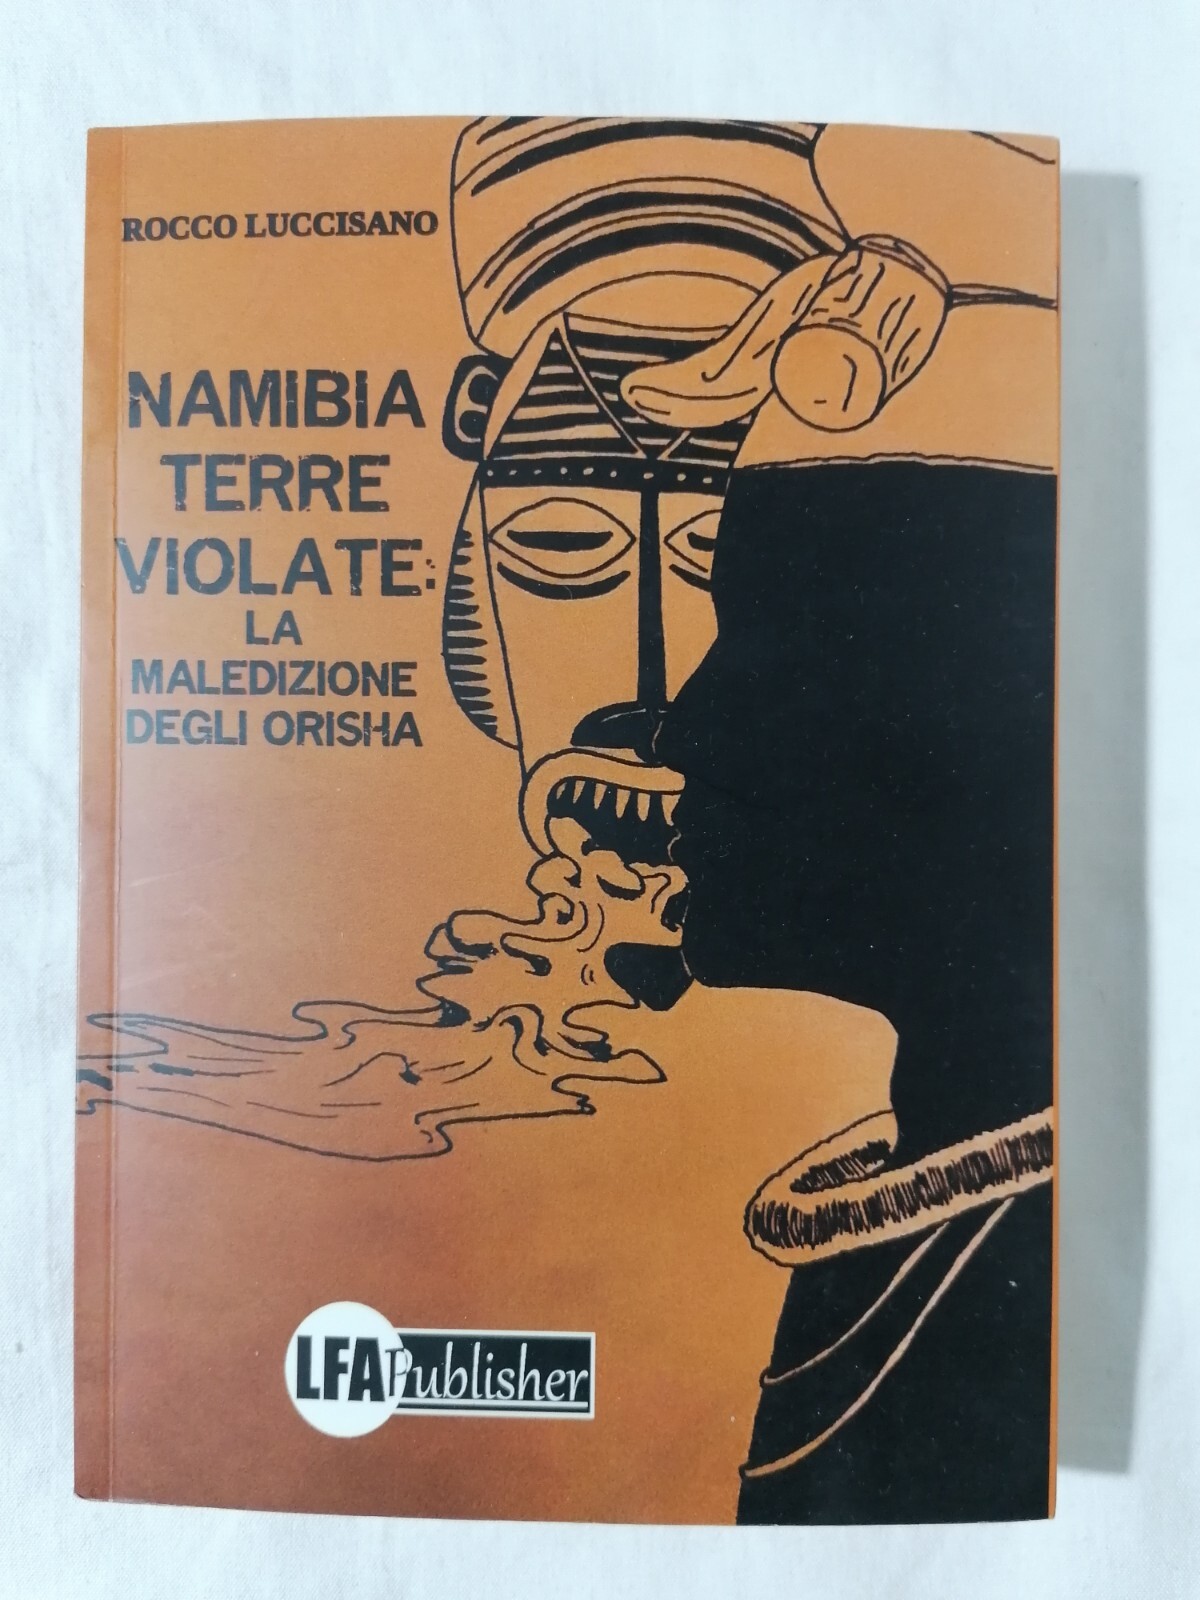 ROCCO LUCCISANO
NAMIBIA
TERRE
VIOLATE:
LA
MALEDIZIONE
DEGLI ORISHA
LFA Publisher